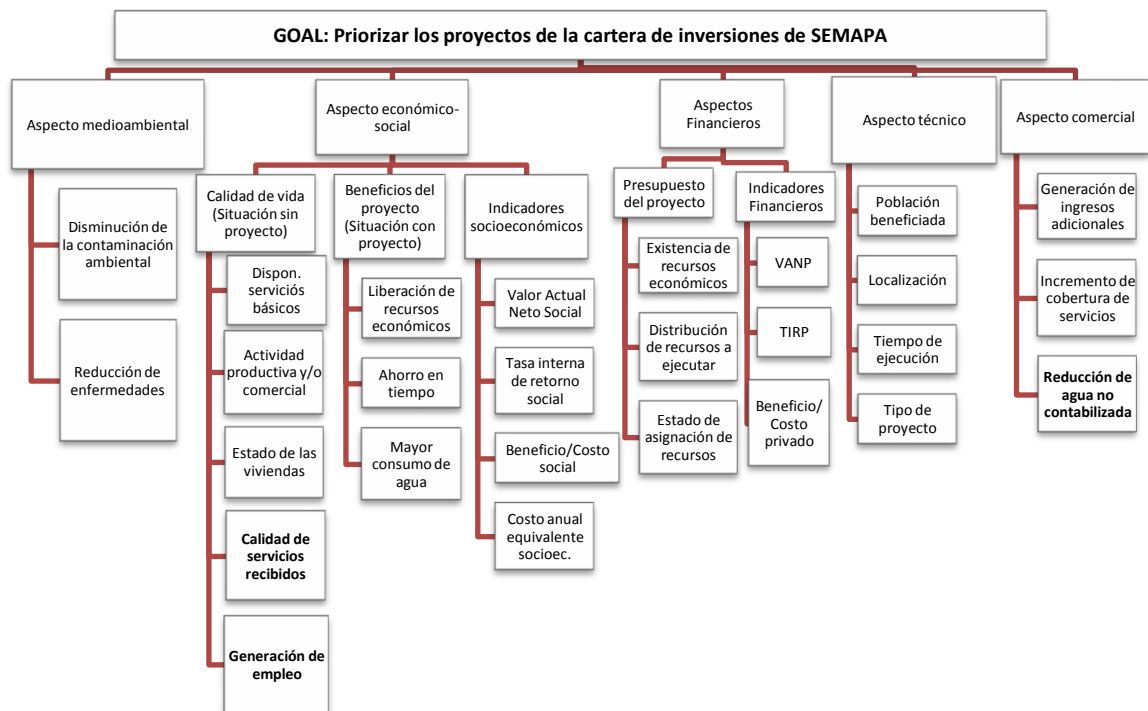 GOAL: Priorizar los proyectos de la cartera de inversiones de SEMAPA
Aspecto medioambiental
Disminución de
la contaminación
ambiental
Reducción de
enfermedades
Aspecto económico-
social
Calidad de vida
(Situación sin
proyecto)
Dispon.
serviciós
básicos
Actividad
productiva y/o
comercial
Estado de las
viviendas
Calidad de
servicios
recibidos
Generación de
empleo
Beneficios del
proyecto
(Situación con
proyecto)
Liberación de
recursos
económicos
Ahorro en
tiempo
Mayor
consumo de
agua
Indicadores
socioeconómicos
Valor Actual
Neto Social
Tasa interna
de retorno
social
Beneficio/Costo
social
Costo anual
equivalente
socioec.
Aspectos
Financieros
Presupuesto
del proyecto
Existencia de
recursos
económicos
Distribución
de recursos a
ejecutar
Estado de
asignación de
recursos
Indicadores
Financieros
VANP
TIRP
Beneficio/
Costo
privado
Aspecto técnico
Población
beneficiada
Localización
Tiempo de
ejecución
Tipo de
proyecto
Aspecto comercial
Generación de
ingresos
adicionales
Incremento de
cobertura de
servicios
Reducción de
agua no
contabilizada